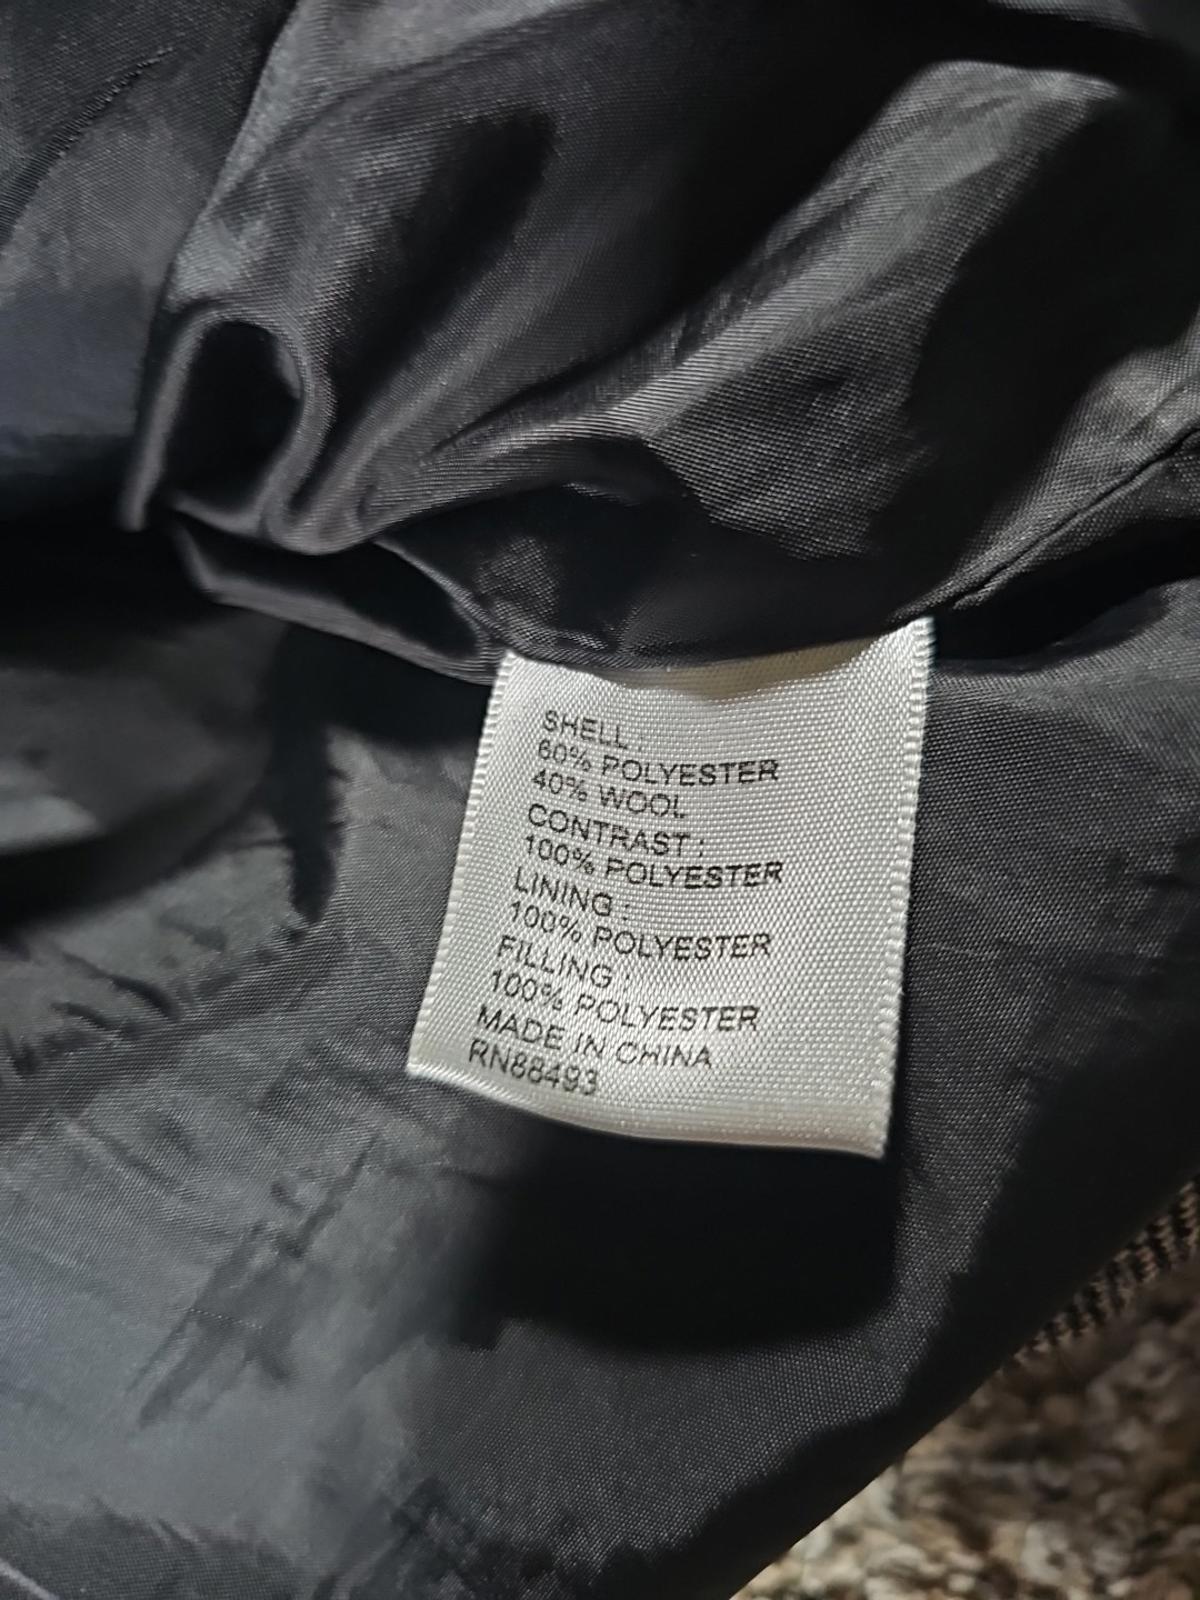 SHELL :
60% POLYESTER
40% WOOL
CONTRAST :
100% POLYESTER
LINING :
100% POLYESTER
FILLING :
100% POLYESTER
MADE IN CHINA
RN88493